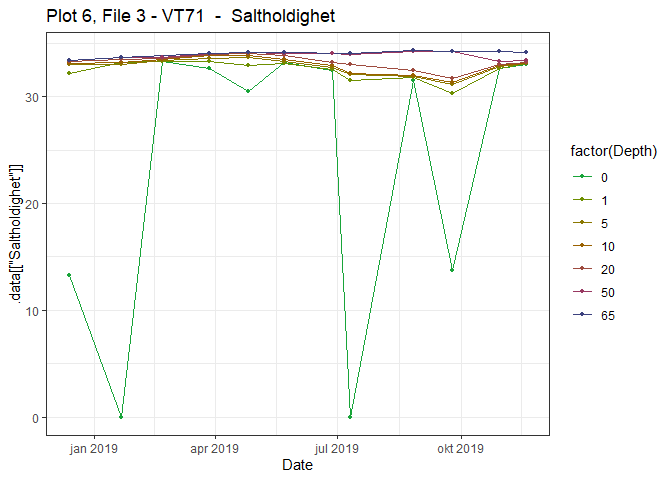 Plot 6, File 3 - VT71  -  Saltholdighet
.data[["Saltholdighet"]]
30
20
10
0
jan 2019
apr 2019
jul 2019
okt 2019
Date
factor(Depth)
0
1
5
10
20
50
65